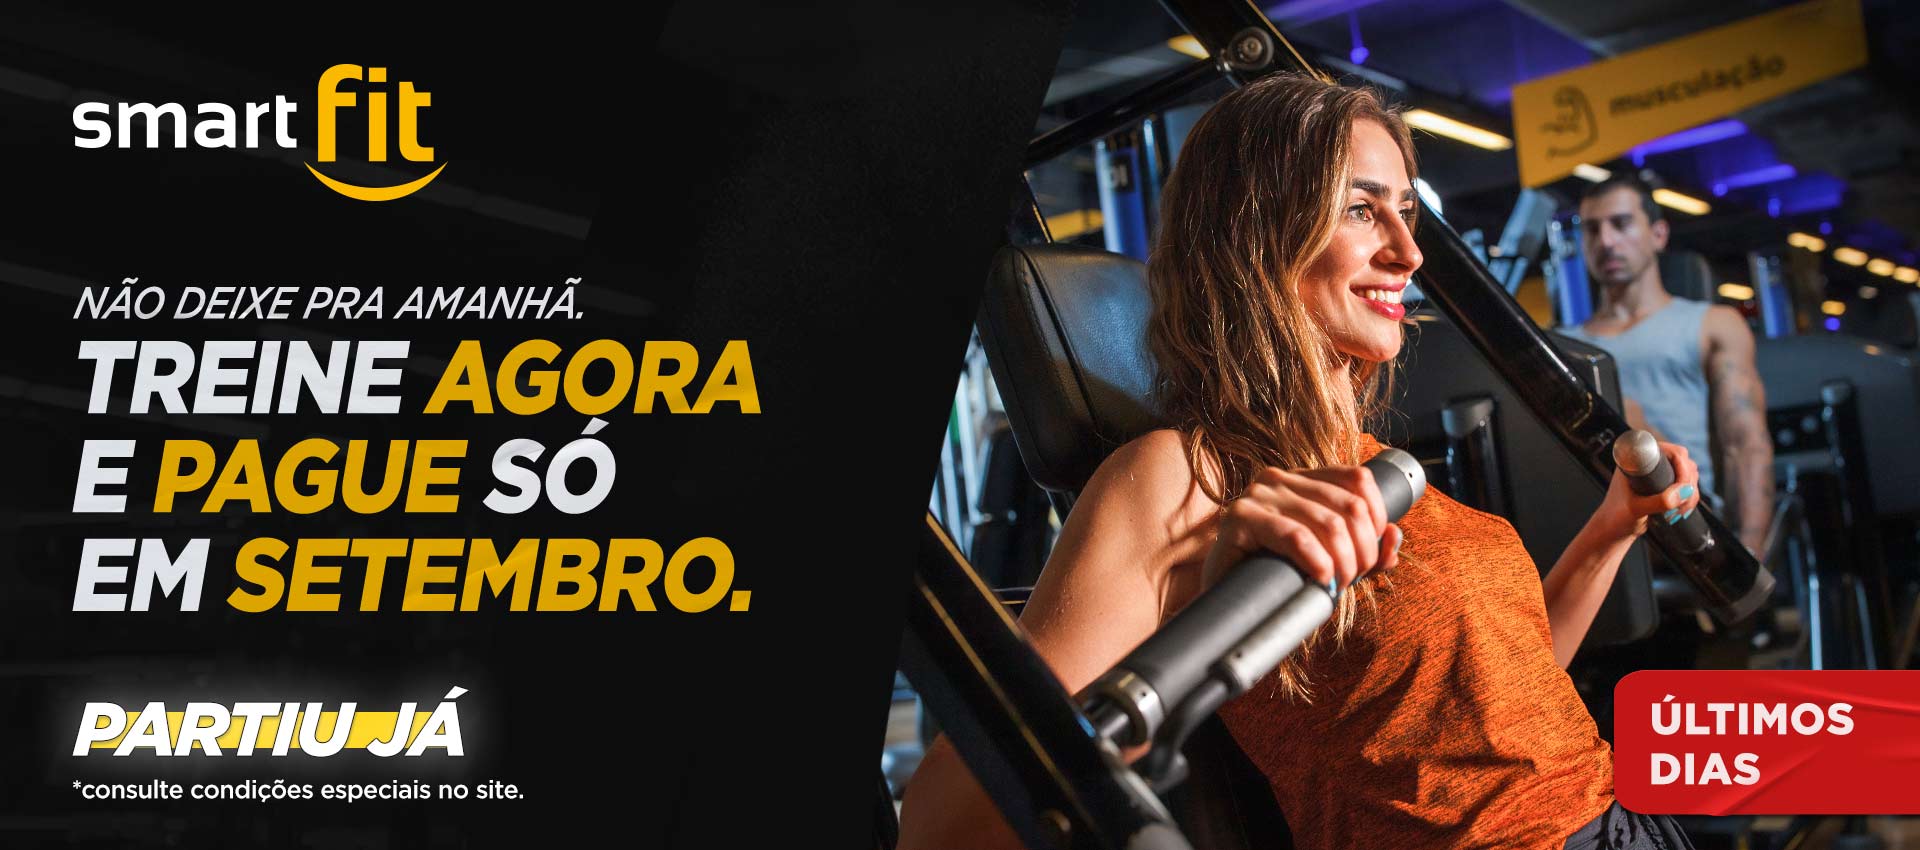 smart fit
NÃO DEIXE PRA AMANHÃ.
TREINE AGORA
E PAGUE SÓ
EM SETEMBRO.
PARTIU JÁ
*consulte condições especiais no site.
musculação
ÚLTIMOS
DIAS